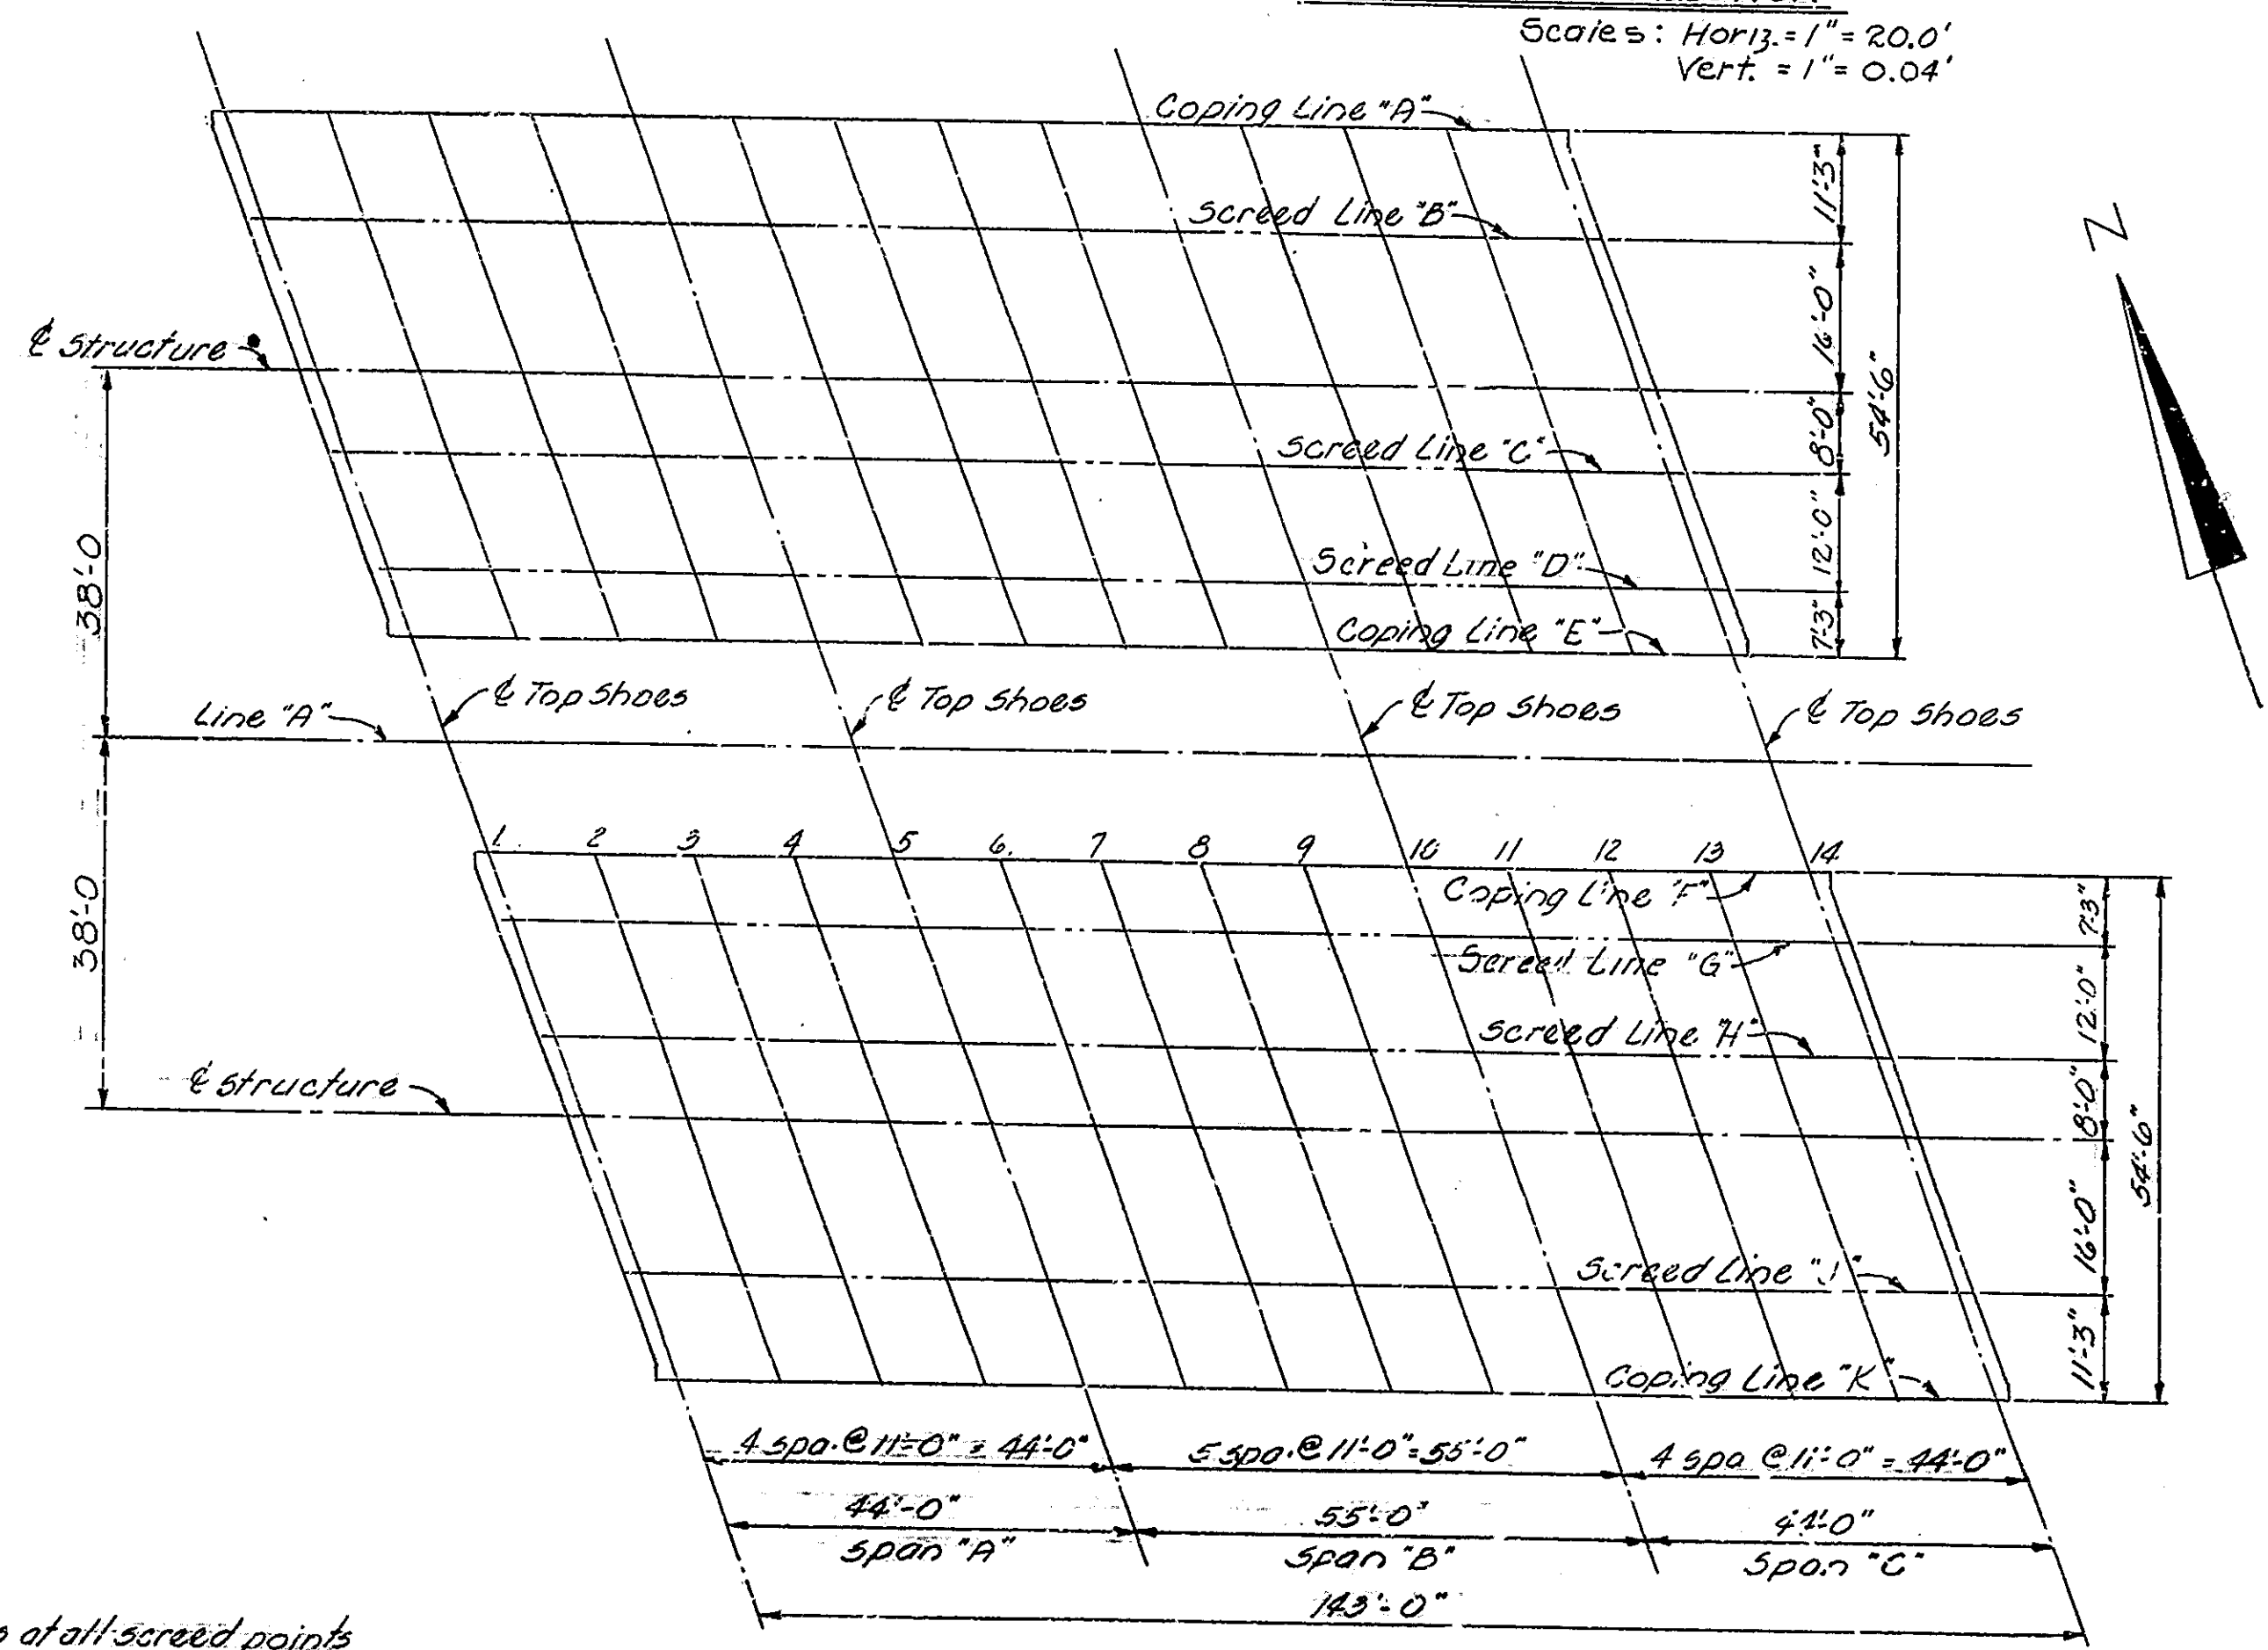 Scales: Horiz. = 1" = 20.0'
Vert. = 1" = 0.04'
Coping Line "A"
Screed Line "B"
℄ Structure
Screed Line "C"
Screed Line "D"
Coping Line "E"
11'-3"
16'-0"
8'-0"
12'-0"
7'-3"
54'-6"
N
38'-0
Line "A"
℄ Top Shoes
℄ Top Shoes
℄ Top Shoes
℄ Top Shoes
38'-0
1 2 3 4 5 6 7 8 9 10 11 12 13 14
Coping Line "F"
Screed Line "G"
Screed Line "H"
℄ Structure
Screed Line "J"
Coping Line "K"
7'-3"
12'-0"
8'-0"
16'-0"
11'-3"
54'-6"
4 spa. @ 11'-0" = 44'-0" 5 spa. @ 11'-0" = 55'-0" 4 spa @ 11'-0" = 44'-0"
44'-0" 55'-0" 44'-0"
Span "A" Span "B" Span "C"
143'-0"
at all screed points